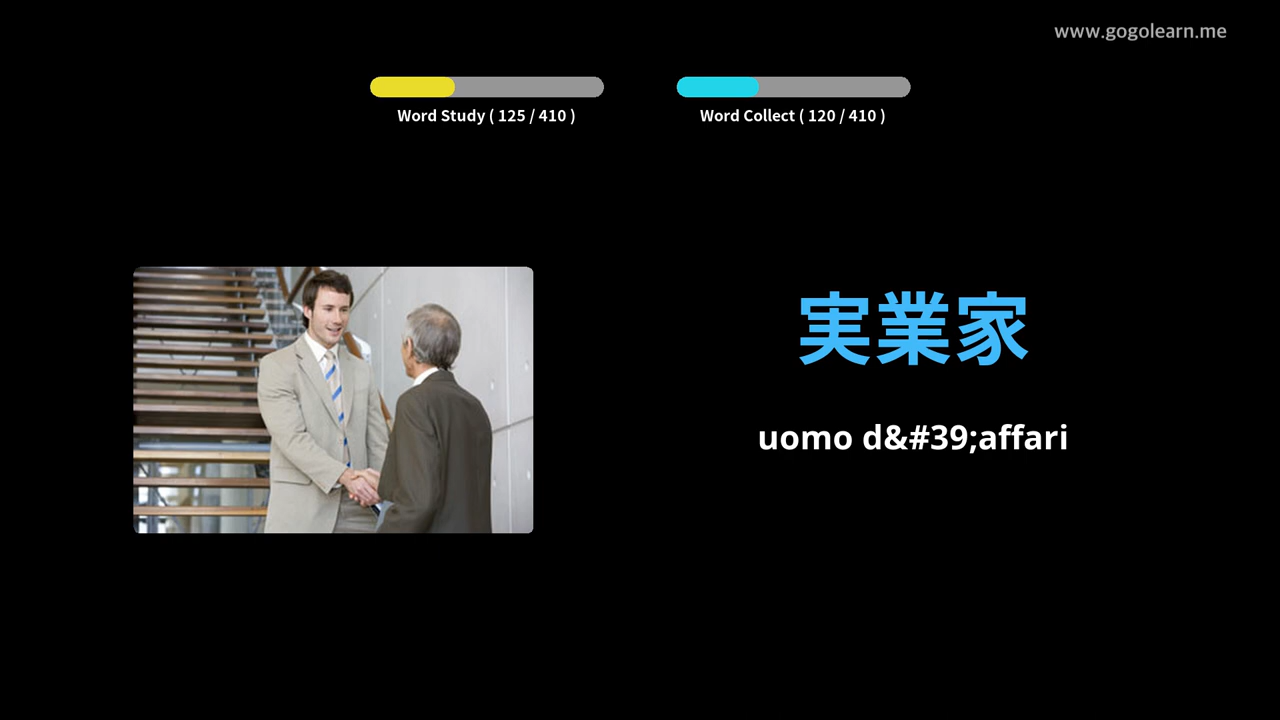 www.gogolearn.me
Word Study ( 125 / 410 )
Word Collect ( 120 / 410 )
実業家
uomo d&#39;affari